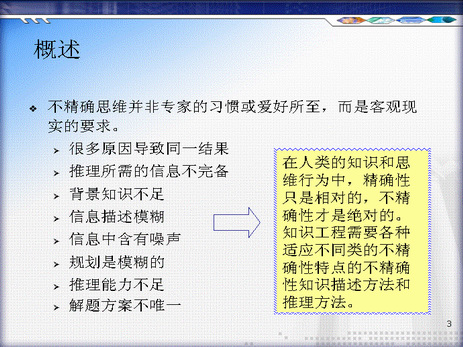 概述
不精确思维并非专家的习惯或爱好所至，而是客观现
实的要求。
很多原因导致同一结果
推理所需的信息不完备
背景知识不足
信息描述模糊
信息中含有噪声
规划是模糊的
推理能力不足
解题方案不唯一
在人类的知识和思
维行为中，精确性
只是相对的，不精
确性才是绝对的。
知识工程需要各种
适应不同类的不精
确性特点的不精确
性知识描述方法和
推理方法。
3